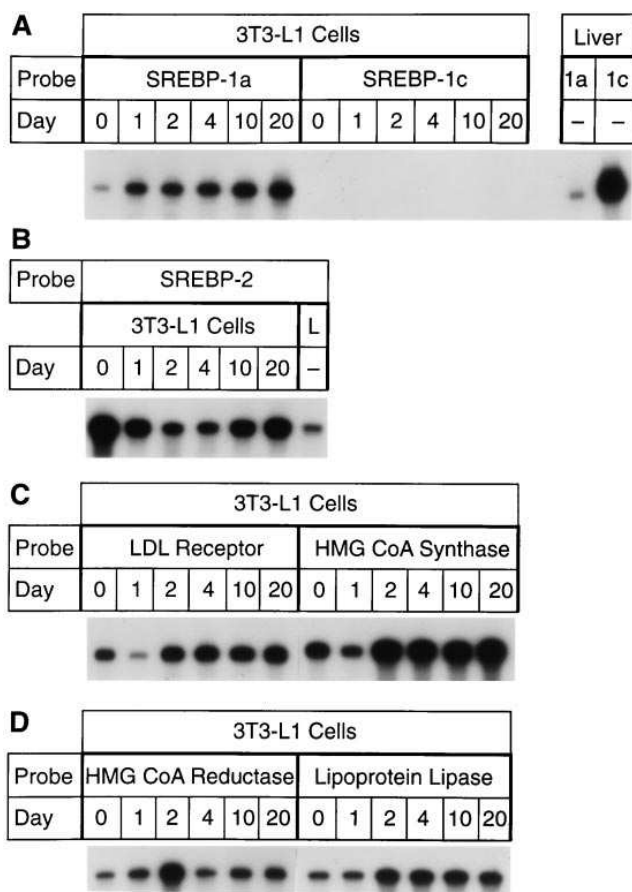 A
3T3-L1 Cells Liver
Probe SREBP-1a SREBP-1c 1a 1c
Day 0 1 2 4 10 20 0 1 2 4 10 20 – –
B
Probe SREBP-2
3T3-L1 Cells L
Day 0 1 2 4 10 20 –
C
3T3-L1 Cells
Probe LDL Receptor HMG CoA Synthase
Day 0 1 2 4 10 20 0 1 2 4 10 20
D
3T3-L1 Cells
Probe HMG CoA Reductase Lipoprotein Lipase
Day 0 1 2 4 10 20 0 1 2 4 10 20